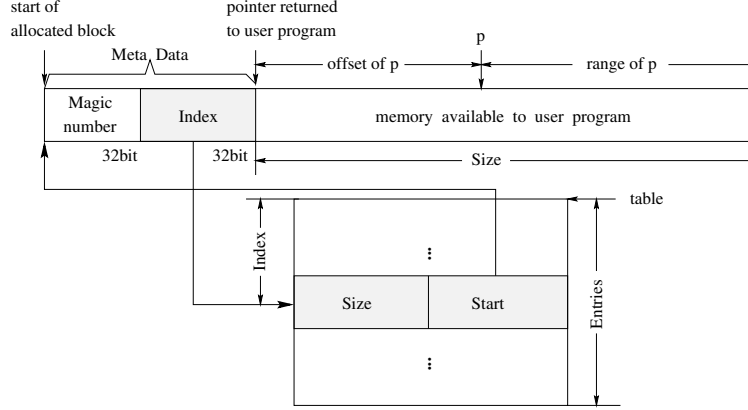 start of
allocated block
pointer returned
to user program
Meta Data
p
offset of p
range of p
Magic
number
Index
memory available to user program
32bit
32bit
Size
table
Index
...
Size
Start
Entries
...